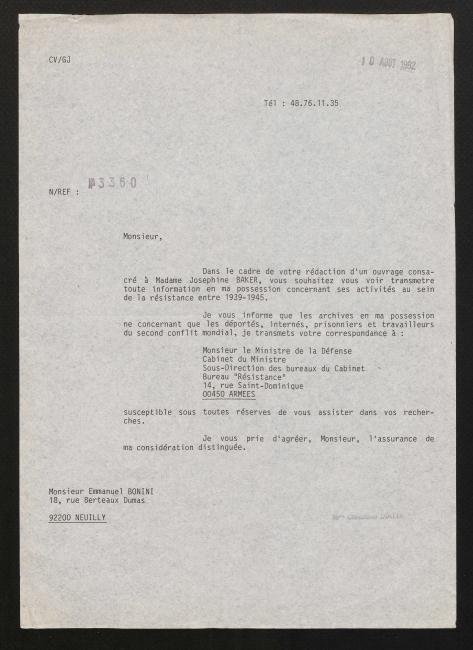 CV/GJ
10 AOUT 1992
Tél : 48.76.11.35
N/REF : N° 3360
Monsieur,
Dans le cadre de votre rédaction d'un ouvrage consa-
cré à Madame Josephine BAKER, vous souhaitez vous voir transmettre
toute information en ma possession concernant ses activités au sein
de la résistance entre 1939-1945.
Je vous informe que les archives en ma possession
ne concernant que les déportés, internés, prisonniers et travailleurs
du second conflit mondial, je transmets votre correspondance à :
Monsieur le Ministre de la Défense
Cabinet du Ministre
Sous-Direction des bureaux du Cabinet
Bureau "Résistance"
14, rue Saint-Dominique
00450 ARMEES
susceptible sous toutes réserves de vous assister dans vos recher-
ches.
Je vous prie d'agréer, Monsieur, l'assurance de
ma considération distinguée.
Monsieur Emmanuel BONINI
18, rue Berteaux Dumas
92200 NEUILLY